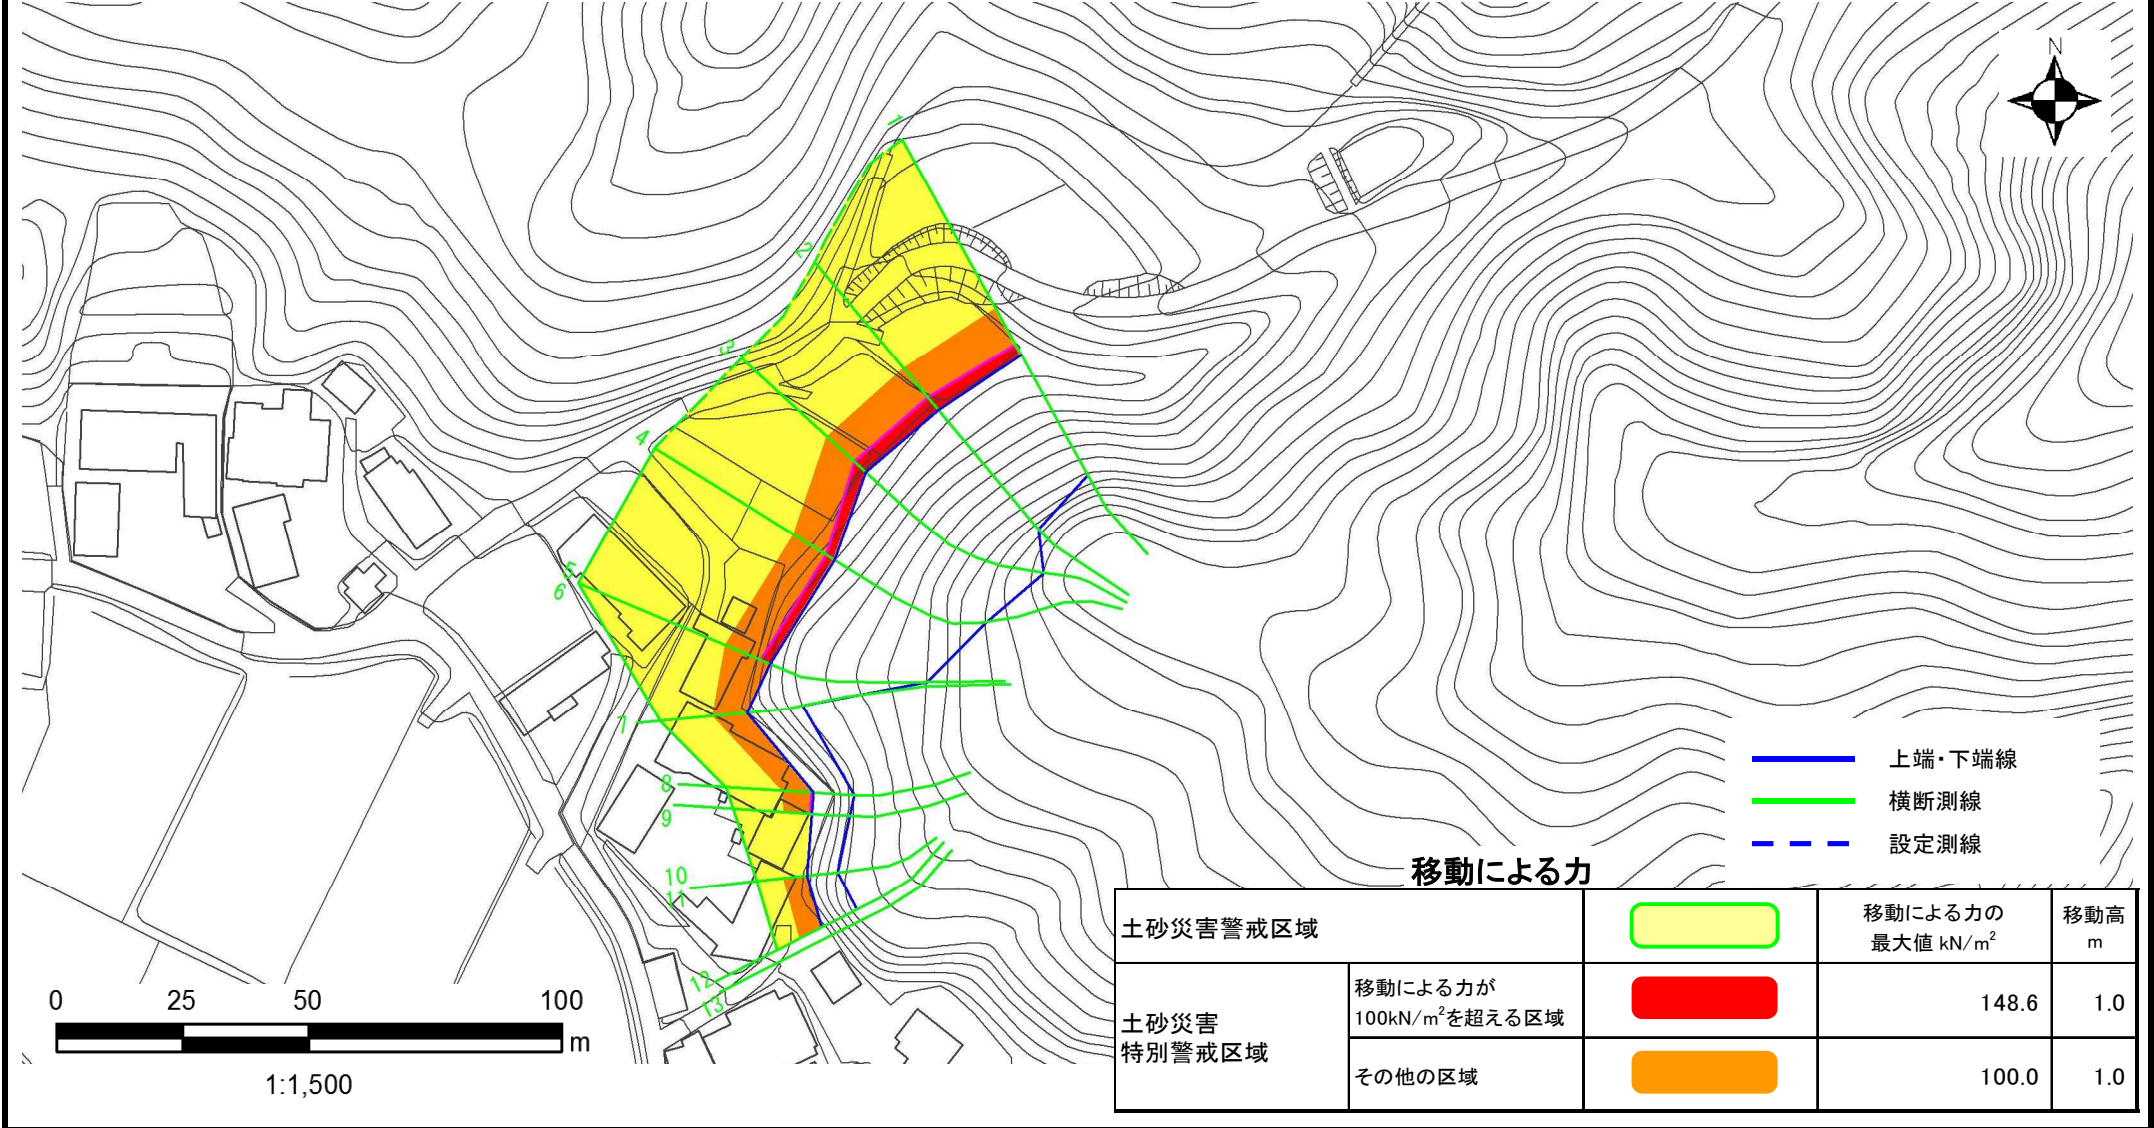 N
1
2
3
4
5
6
7
8
9
10
11
12
13
上端・下端線
横断測線
設定測線
移動による力
土砂災害警戒区域
移動による力の
最大値 kN/m²
移動高
m
土砂災害
特別警戒区域
移動による力が
100kN/m²を超える区域
148.6
1.0
その他の区域
100.0
1.0
0 25 50 100
m
1:1,500